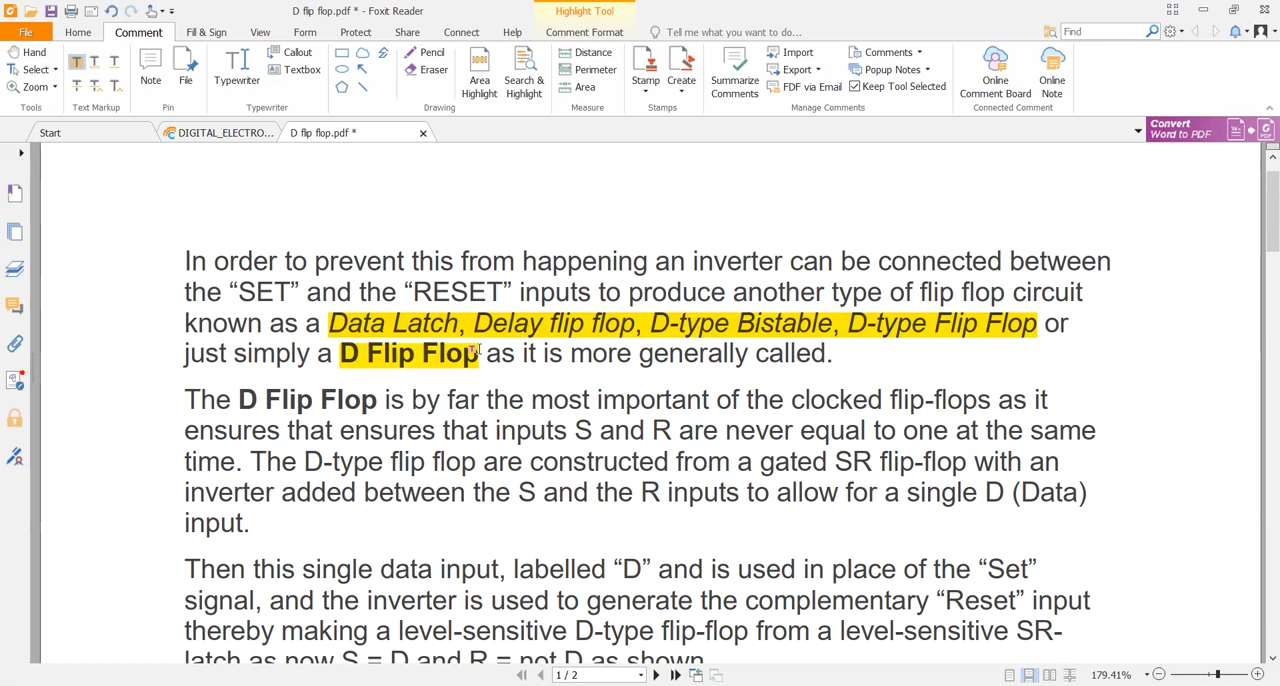 D flip flop.pdf * - Foxit Reader
Highlight Tool
File Home Comment Fill & Sign View Form Protect Share Connect Help Comment Format Tell me what you want to do... Find
Hand
Select
Zoom
Tools
Text Markup
Note
File
Pin
Typewriter
Callout
Textbox
Typewriter
Pencil
Eraser
Drawing
Area Highlight
Search & Highlight
Distance
Perimeter
Area
Measure
Stamp
Create
Stamps
Summarize Comments
Import
Export
FDF via Email
Comments
Popup Notes
Keep Tool Selected
Manage Comments
Online Comment Board
Online Note
Connected Comment
Start DIGITAL_ELECTRO... D flip flop.pdf *
Convert
Word to PDF
In order to prevent this from happening an inverter can be connected between
the “SET” and the “RESET” inputs to produce another type of flip flop circuit
known as a Data Latch, Delay flip flop, D-type Bistable, D-type Flip Flop or
just simply a D Flip Flop as it is more generally called.
The D Flip Flop is by far the most important of the clocked flip-flops as it
ensures that ensures that inputs S and R are never equal to one at the same
time. The D-type flip flop are constructed from a gated SR flip-flop with an
inverter added between the S and the R inputs to allow for a single D (Data)
input.
Then this single data input, labelled “D” and is used in place of the “Set”
signal, and the inverter is used to generate the complementary “Reset” input
thereby making a level-sensitive D-type flip-flop from a level-sensitive SR-
latch as now S = D and R = not D as shown
1 / 2
179.41%